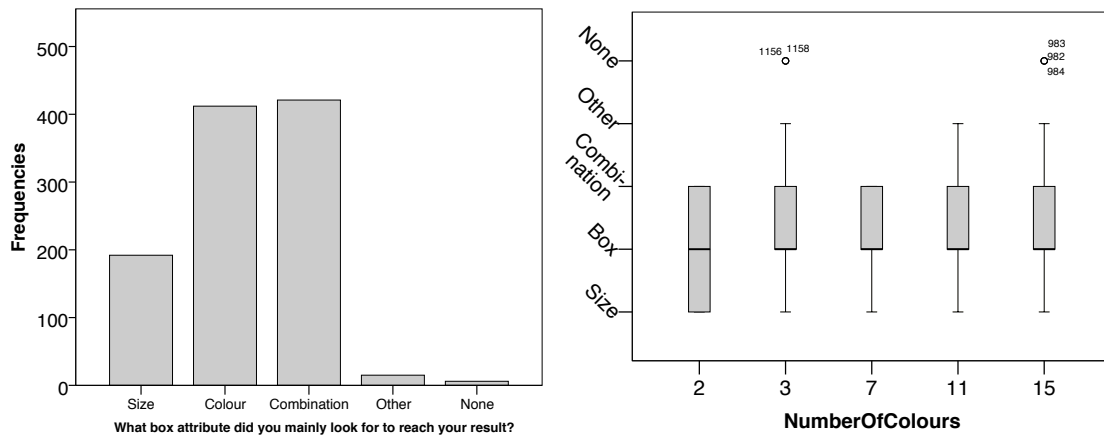 500
400
300
200
100
0
Frequencies
Size Colour Combination Other None
What box attribute did you mainly look for to reach your result?
None
Other
Combi-
nation
Box
Size
1156 1158
983
982
984
2 3 7 11 15
NumberOfColours